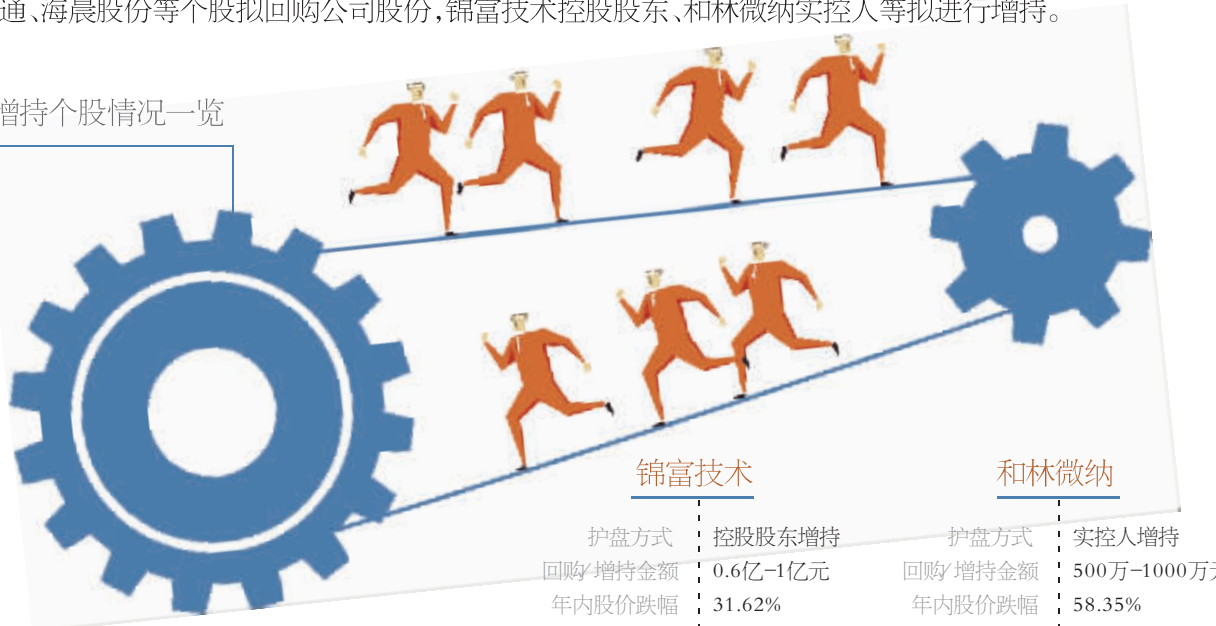 通、海晨股份等个股拟回购公司股份，锦富技术控股股东、和林微纳实控人等拟进行增持。
增持个股情况一览
锦富技术
护盘方式 控股股东增持
回购/增持金额 0.6亿-1亿元
年内股价跌幅 31.62%
和林微纳
护盘方式 实控人增持
回购/增持金额 500万-1000万元
年内股价跌幅 58.35%